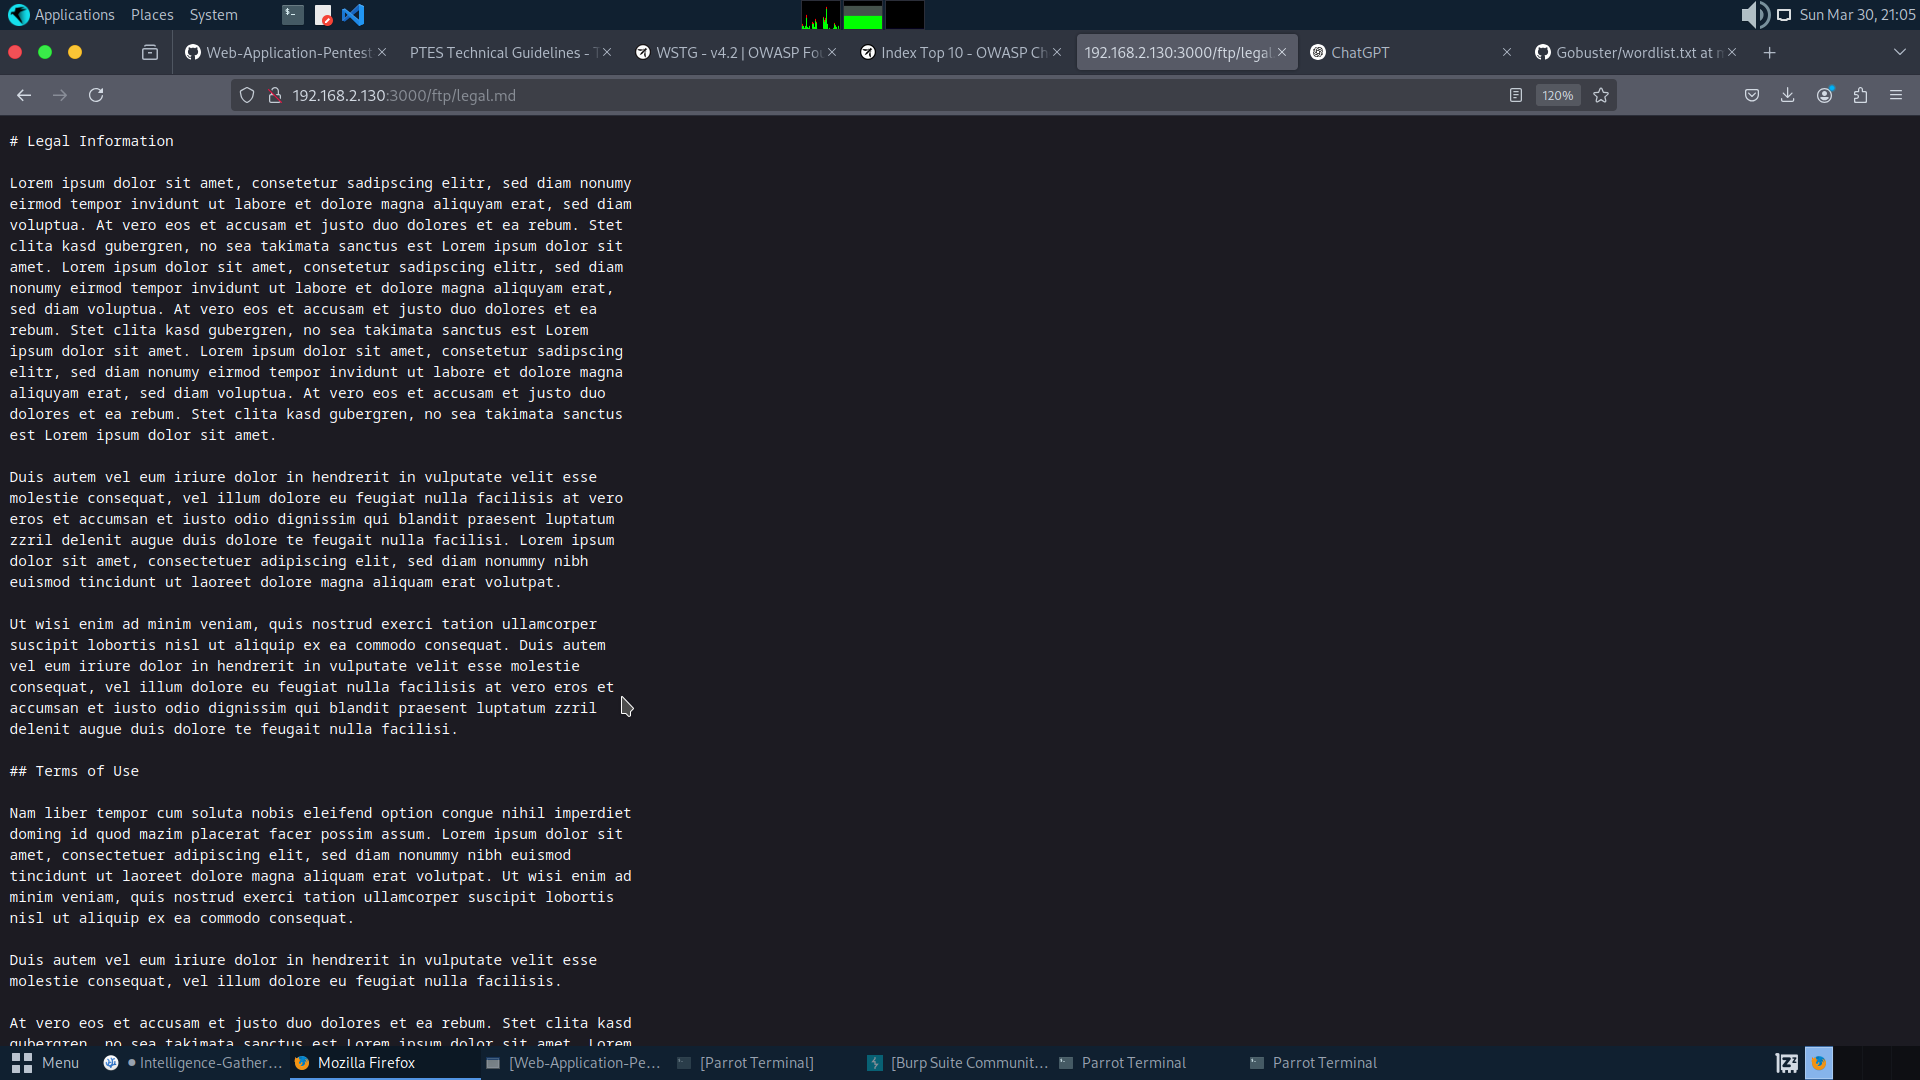 Applications Places System Sun Mar 30, 21:05
Web-Application-Pentest PTES Technical Guidelines - T WSTG - v4.2 | OWASP Fou Index Top 10 - OWASP Ch 192.168.2.130:3000/ftp/legal ChatGPT Gobuster/wordlist.txt at m
192.168.2.130:3000/ftp/legal.md 120%
# Legal Information
Lorem ipsum dolor sit amet, consetetur sadipscing elitr, sed diam nonumy
eirmod tempor invidunt ut labore et dolore magna aliquyam erat, sed diam
voluptua. At vero eos et accusam et justo duo dolores et ea rebum. Stet
clita kasd gubergren, no sea takimata sanctus est Lorem ipsum dolor sit
amet. Lorem ipsum dolor sit amet, consetetur sadipscing elitr, sed diam
nonumy eirmod tempor invidunt ut labore et dolore magna aliquyam erat,
sed diam voluptua. At vero eos et accusam et justo duo dolores et ea
rebum. Stet clita kasd gubergren, no sea takimata sanctus est Lorem
ipsum dolor sit amet. Lorem ipsum dolor sit amet, consetetur sadipscing
elitr, sed diam nonumy eirmod tempor invidunt ut labore et dolore magna
aliquyam erat, sed diam voluptua. At vero eos et accusam et justo duo
dolores et ea rebum. Stet clita kasd gubergren, no sea takimata sanctus
est Lorem ipsum dolor sit amet.
Duis autem vel eum iriure dolor in hendrerit in vulputate velit esse
molestie consequat, vel illum dolore eu feugiat nulla facilisis at vero
eros et accumsan et iusto odio dignissim qui blandit praesent luptatum
zzril delenit augue duis dolore te feugait nulla facilisi. Lorem ipsum
dolor sit amet, consectetuer adipiscing elit, sed diam nonummy nibh
euismod tincidunt ut laoreet dolore magna aliquam erat volutpat.
Ut wisi enim ad minim veniam, quis nostrud exerci tation ullamcorper
suscipit lobortis nisl ut aliquip ex ea commodo consequat. Duis autem
vel eum iriure dolor in hendrerit in vulputate velit esse molestie
consequat, vel illum dolore eu feugiat nulla facilisis at vero eros et
accumsan et iusto odio dignissim qui blandit praesent luptatum zzril
delenit augue duis dolore te feugait nulla facilisi.
## Terms of Use
Nam liber tempor cum soluta nobis eleifend option congue nihil imperdiet
doming id quod mazim placerat facer possim assum. Lorem ipsum dolor sit
amet, consectetuer adipiscing elit, sed diam nonummy nibh euismod
tincidunt ut laoreet dolore magna aliquam erat volutpat. Ut wisi enim ad
minim veniam, quis nostrud exerci tation ullamcorper suscipit lobortis
nisl ut aliquip ex ea commodo consequat.
Duis autem vel eum iriure dolor in hendrerit in vulputate velit esse
molestie consequat, vel illum dolore eu feugiat nulla facilisis.
At vero eos et accusam et justo duo dolores et ea rebum. Stet clita kasd
gubergren, no sea takimata sanctus est Lorem ipsum dolor sit amet. Lorem
Menu • Intelligence-Gather... Mozilla Firefox [Web-Application-Pe... [Parrot Terminal] [Burp Suite Communit... Parrot Terminal Parrot Terminal